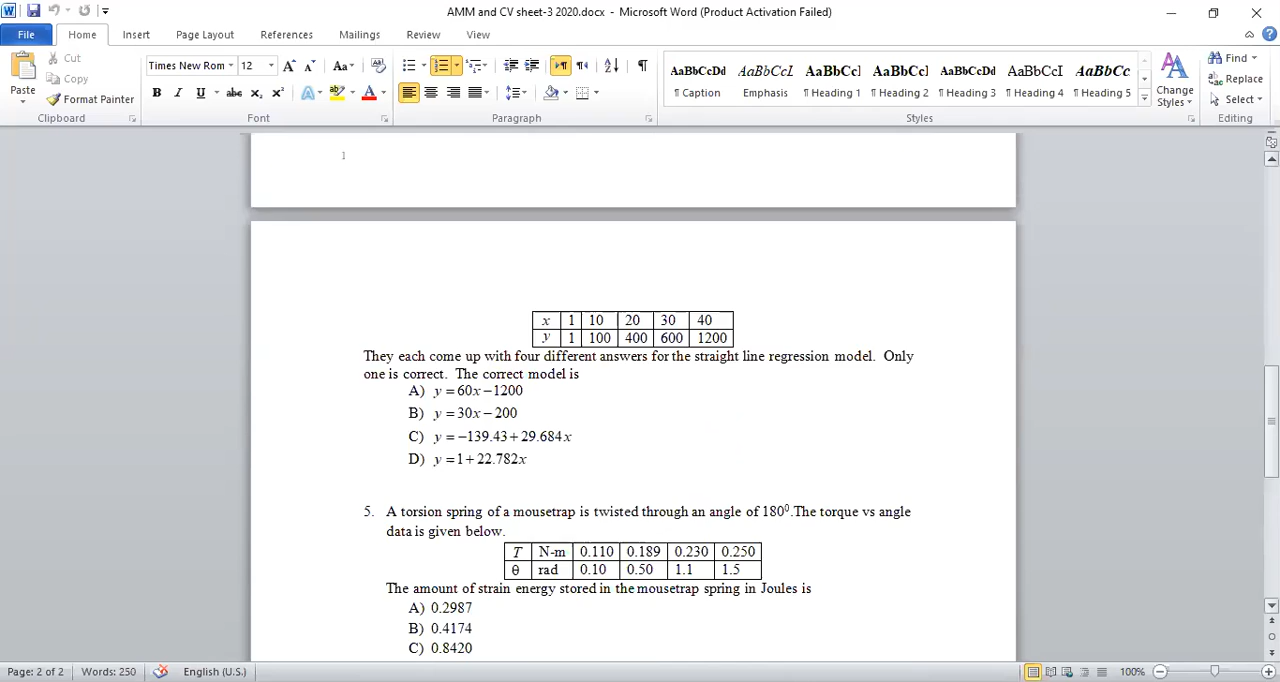 AMM and CV sheet-3 2020.docx - Microsoft Word (Product Activation Failed)
File Home Insert Page Layout References Mailings Review View
Paste
Cut
Copy
Format Painter
Clipboard
Times New Rom 12
Font
Paragraph
AaBbCcDd AaBbCcL AaBbCcl AaBbCcl AaBbCcDd AaBbCcI AaBbCc
¶ Caption Emphasis ¶ Heading 1 ¶ Heading 2 ¶ Heading 3 ¶ Heading 4 ¶ Heading 5
Styles
Change
Styles
Find
Replace
Select
Editing
1
x 1 10 20 30 40
y 1 100 400 600 1200
They each come up with four different answers for the straight line regression model. Only
one is correct. The correct model is
A) y = 60x − 1200
B) y = 30x − 200
C) y = −139.43 + 29.684x
D) y = 1 + 22.782x
5. A torsion spring of a mousetrap is twisted through an angle of 180⁰.The torque vs angle
data is given below.
T N-m 0.110 0.189 0.230 0.250
θ rad 0.10 0.50 1.1 1.5
The amount of strain energy stored in the mousetrap spring in Joules is
A) 0.2987
B) 0.4174
C) 0.8420
Page: 2 of 2 Words: 250 English (U.S.) 100%